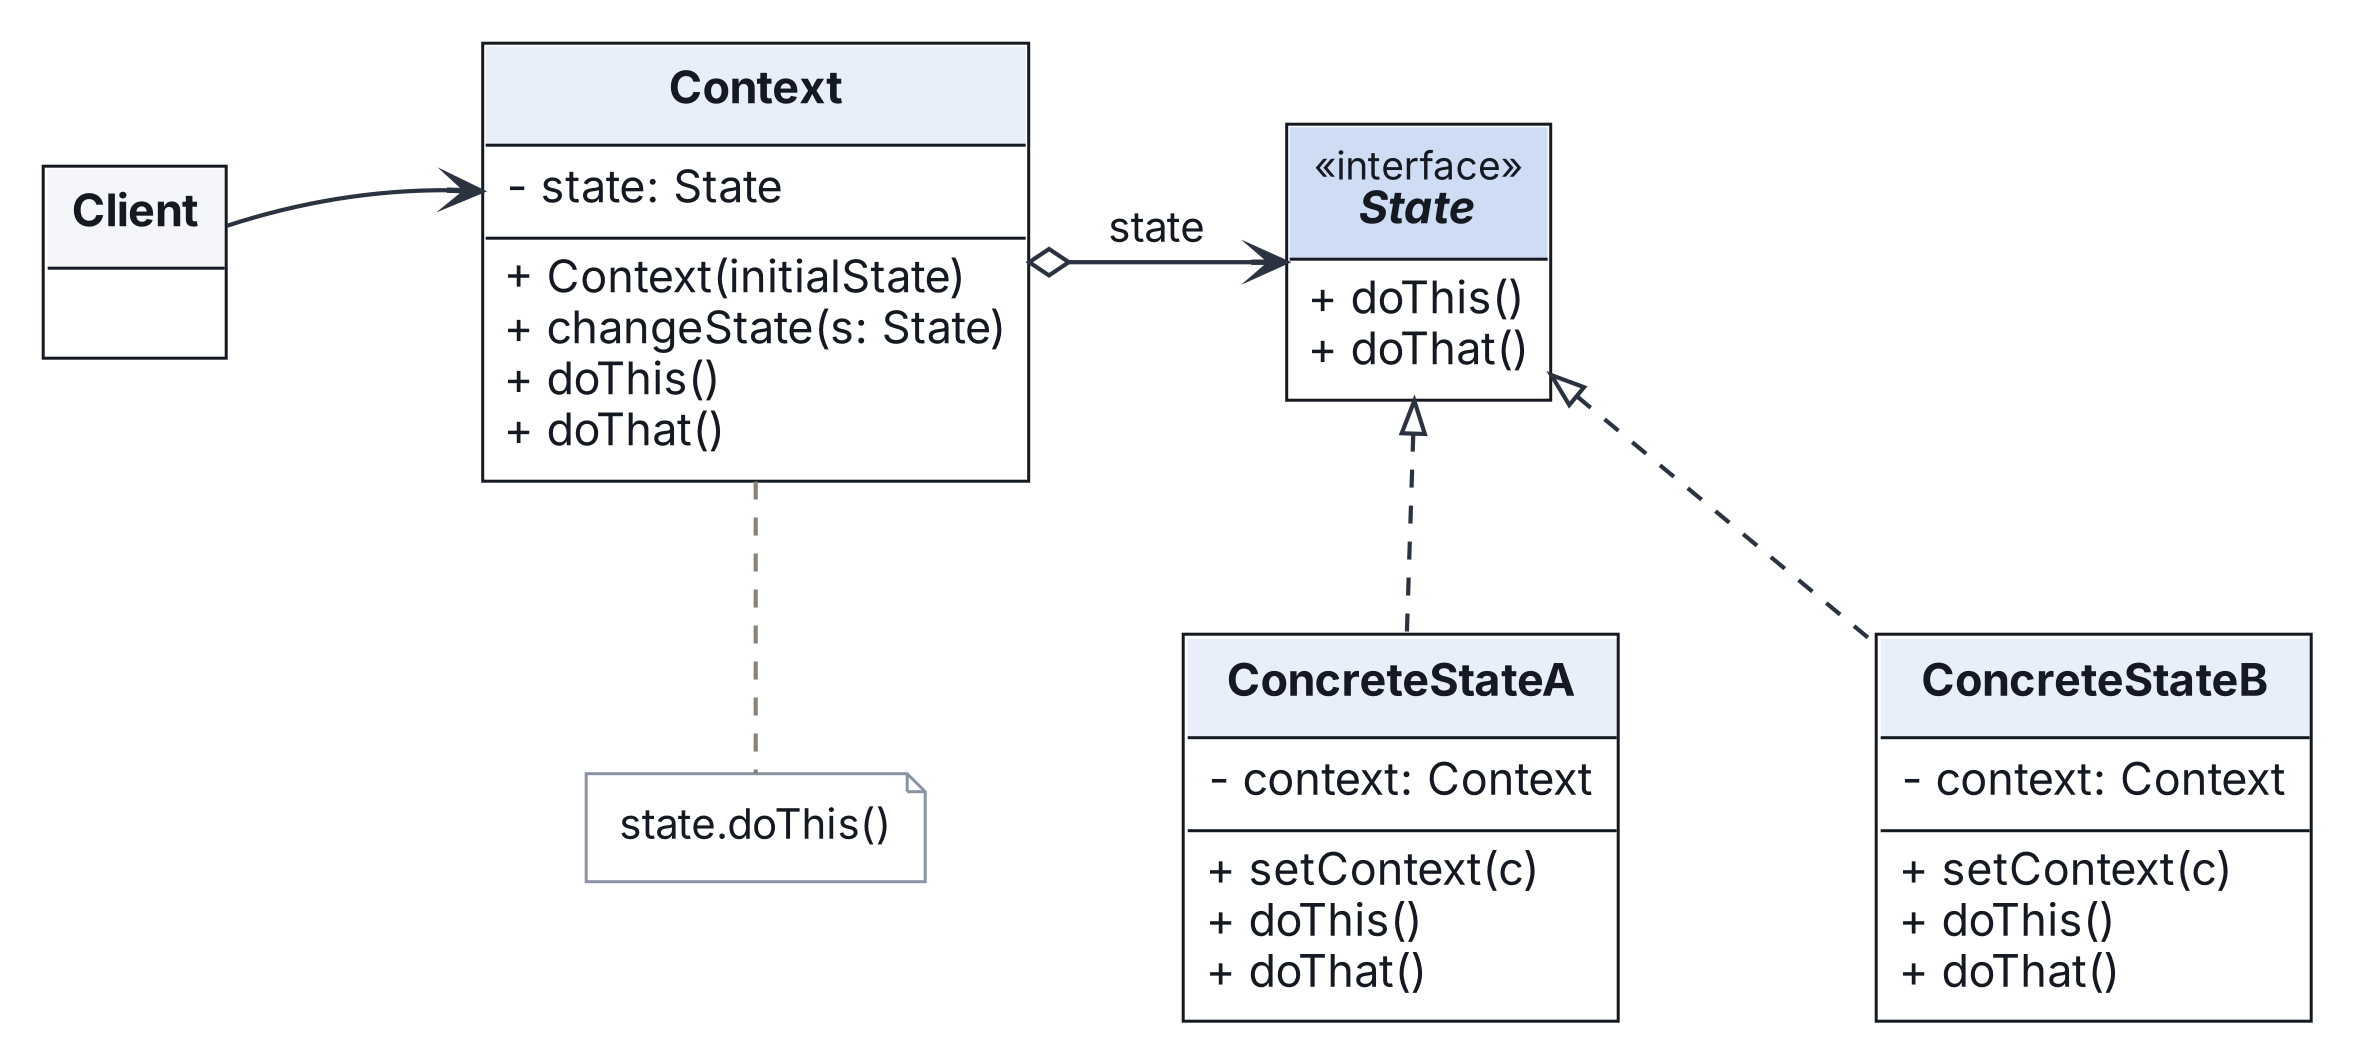 Client
Context
- state: State
+ Context(initialState)
+ changeState(s: State)
+ doThis()
+ doThat()
state
«interface»
State
+ doThis()
+ doThat()
state.doThis()
ConcreteStateA
- context: Context
+ setContext(c)
+ doThis()
+ doThat()
ConcreteStateB
- context: Context
+ setContext(c)
+ doThis()
+ doThat()